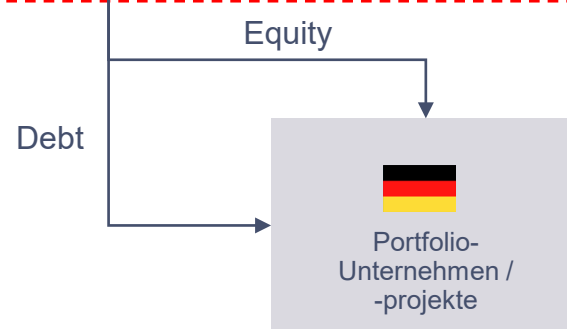 Equity
Debt
Portfolio-
Unternehmen /
-projekte